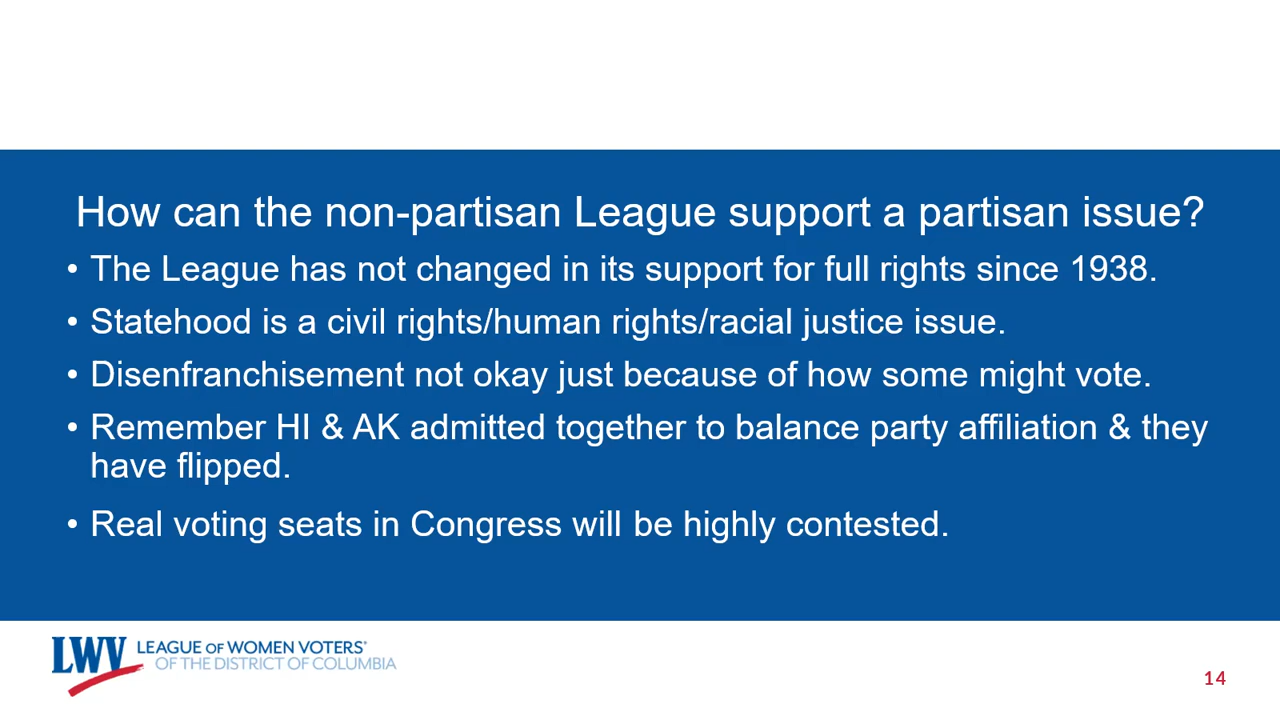 How can the non-partisan League support a partisan issue?
• The League has not changed in its support for full rights since 1938.
• Statehood is a civil rights/human rights/racial justice issue.
• Disenfranchisement not okay just because of how some might vote.
• Remember HI & AK admitted together to balance party affiliation & they
have flipped.
• Real voting seats in Congress will be highly contested.
LWV LEAGUE OF WOMEN VOTERS®
OF THE DISTRICT OF COLUMBIA
14